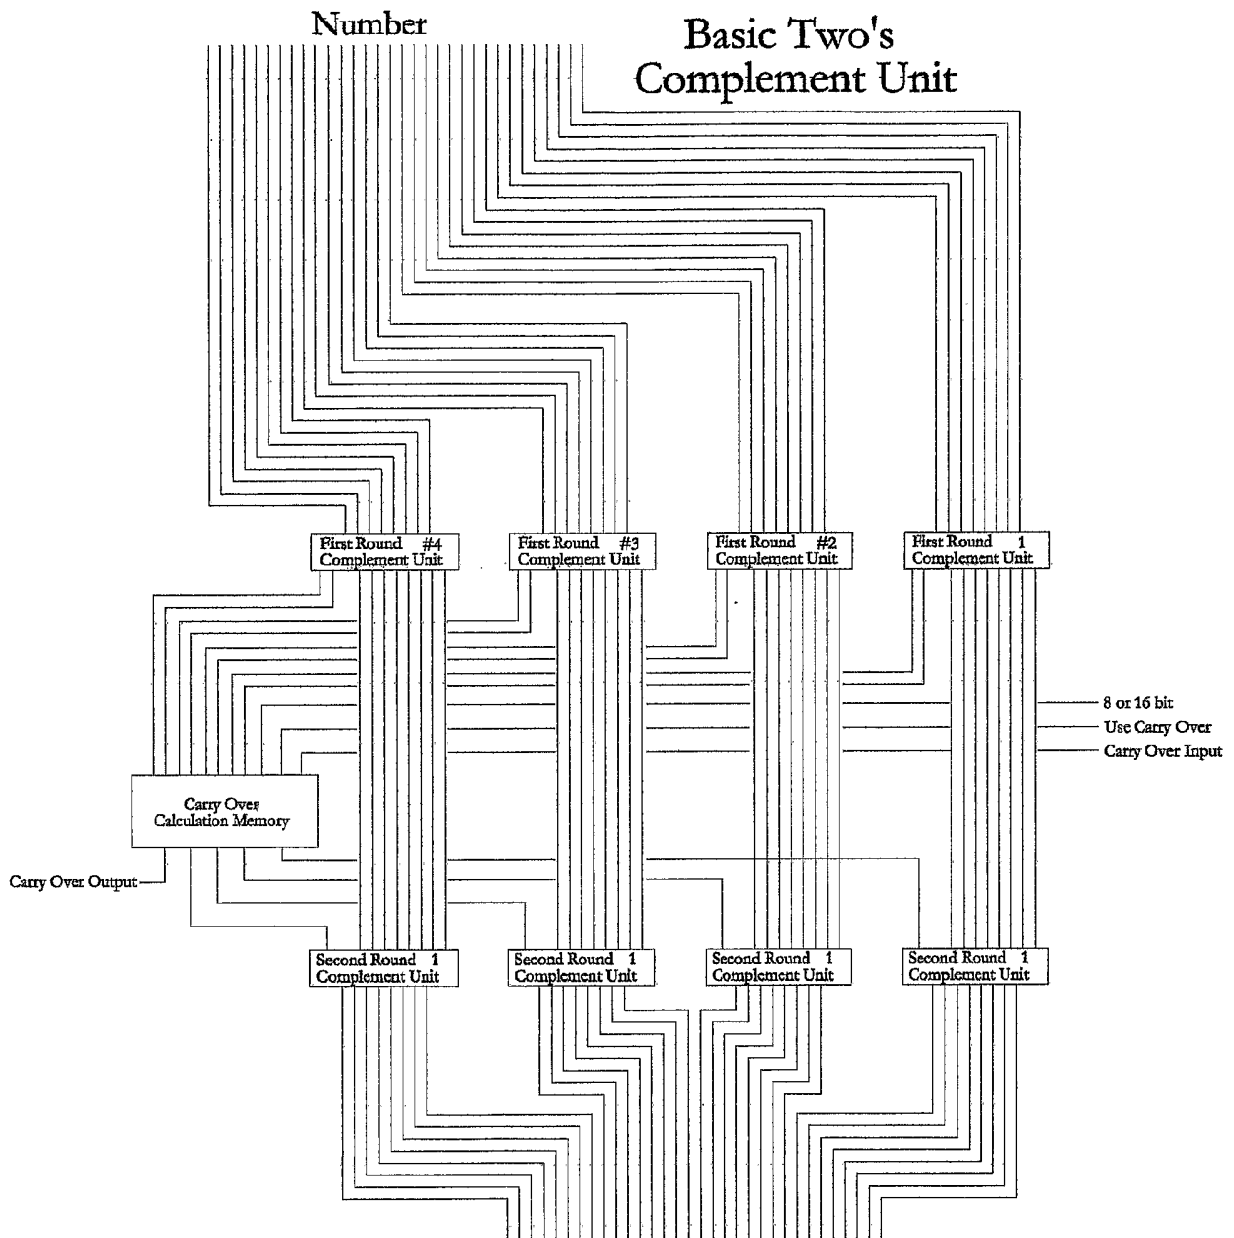 Number
Basic Two's
Complement Unit
First Round #4
Complement Unit
First Round #3
Complement Unit
First Round #2
Complement Unit
First Round 1
Complement Unit
8 or 16 bit
Use Carry Over
Carry Over Input
Carry Over
Calculation Memory
Carry Over Output
Second Round 1
Complement Unit
Second Round 1
Complement Unit
Second Round 1
Complement Unit
Second Round 1
Complement Unit